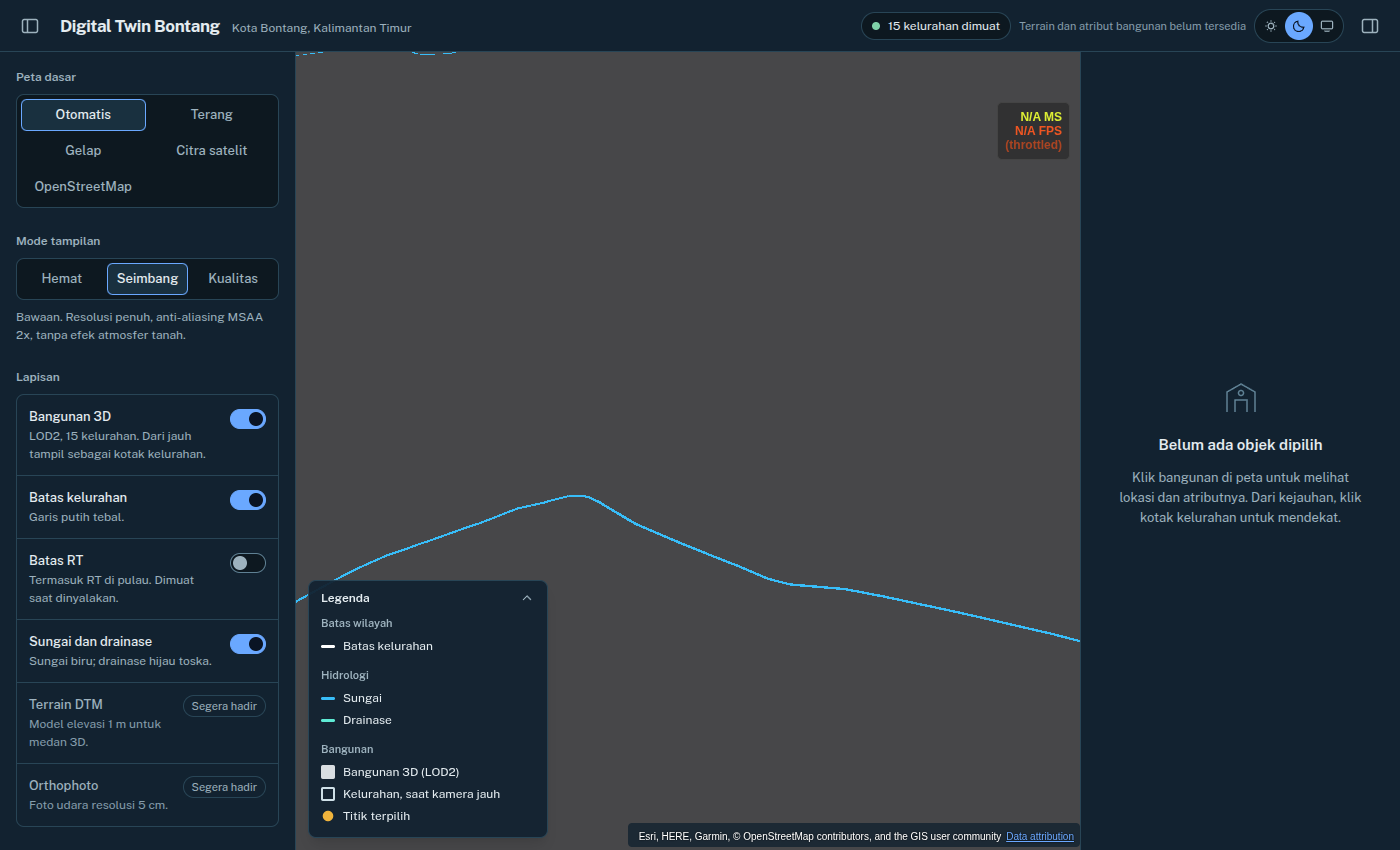 Digital Twin Bontang
Kota Bontang, Kalimantan Timur
15 kelurahan dimuat
Terrain dan atribut bangunan belum tersedia
Peta dasar
Otomatis
Terang
Gelap
Citra satelit
OpenStreetMap
Mode tampilan
Hemat
Seimbang
Kualitas
Bawaan. Resolusi penuh, anti-aliasing MSAA
2x, tanpa efek atmosfer tanah.
Lapisan
Bangunan 3D
LOD2, 15 kelurahan. Dari jauh
tampil sebagai kotak kelurahan.
Batas kelurahan
Garis putih tebal.
Batas RT
Termasuk RT di pulau. Dimuat
saat dinyalakan.
Sungai dan drainase
Sungai biru; drainase hijau toska.
Terrain DTM
Segera hadir
Model elevasi 1 m untuk
medan 3D.
Orthophoto
Segera hadir
Foto udara resolusi 5 cm.
N/A MS
N/A FPS
(throttled)
Legenda
Batas wilayah
Batas kelurahan
Hidrologi
Sungai
Drainase
Bangunan
Bangunan 3D (LOD2)
Kelurahan, saat kamera jauh
Titik terpilih
Esri, HERE, Garmin, © OpenStreetMap contributors, and the GIS user community Data attribution
Belum ada objek dipilih
Klik bangunan di peta untuk melihat
lokasi dan atributnya. Dari kejauhan, klik
kotak kelurahan untuk mendekat.